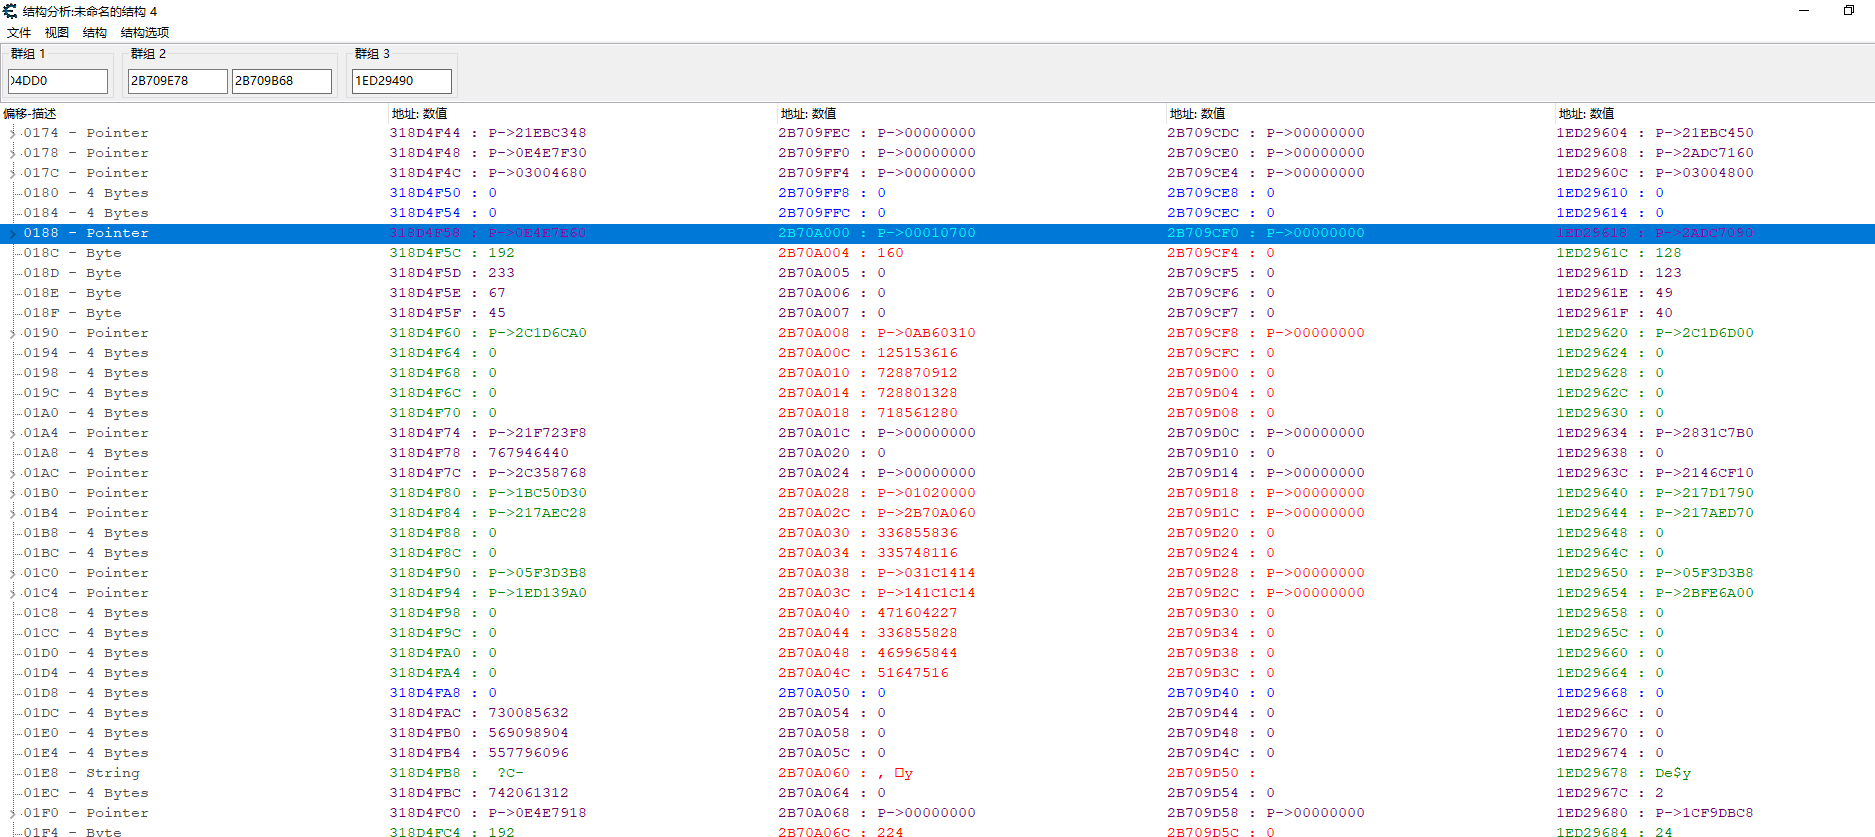 结构分析:未命名的结构 4
文件 视图 结构 结构选项
群组 1 群组 2 群组 3
4DD0 2B709E78 2B709B68 1ED29490
偏移-描述 地址: 数值 地址: 数值 地址: 数值 地址: 数值
0174 - Pointer 318D4F44 : P->21EBC348 2B709FEC : P->00000000 2B709CDC : P->00000000 1ED29604 : P->21EBC450
0178 - Pointer 318D4F48 : P->0E4E7F30 2B709FF0 : P->00000000 2B709CE0 : P->00000000 1ED29608 : P->2ADC7160
017C - Pointer 318D4F4C : P->03004680 2B709FF4 : P->00000000 2B709CE4 : P->00000000 1ED2960C : P->03004800
0180 - 4 Bytes 318D4F50 : 0 2B709FF8 : 0 2B709CE8 : 0 1ED29610 : 0
0184 - 4 Bytes 318D4F54 : 0 2B709FFC : 0 2B709CEC : 0 1ED29614 : 0
0188 - Pointer 318D4F58 : P->0E4E7E60 2B70A000 : P->00010700 2B709CF0 : P->00000000 1ED29618 : P->2ADC7090
018C - Byte 318D4F5C : 192 2B70A004 : 160 2B709CF4 : 0 1ED2961C : 128
018D - Byte 318D4F5D : 233 2B70A005 : 0 2B709CF5 : 0 1ED2961D : 123
018E - Byte 318D4F5E : 67 2B70A006 : 0 2B709CF6 : 0 1ED2961E : 49
018F - Byte 318D4F5F : 45 2B70A007 : 0 2B709CF7 : 0 1ED2961F : 40
0190 - Pointer 318D4F60 : P->2C1D6CA0 2B70A008 : P->0AB60310 2B709CF8 : P->00000000 1ED29620 : P->2C1D6D00
0194 - 4 Bytes 318D4F64 : 0 2B70A00C : 125153616 2B709CFC : 0 1ED29624 : 0
0198 - 4 Bytes 318D4F68 : 0 2B70A010 : 728870912 2B709D00 : 0 1ED29628 : 0
019C - 4 Bytes 318D4F6C : 0 2B70A014 : 728801328 2B709D04 : 0 1ED2962C : 0
01A0 - 4 Bytes 318D4F70 : 0 2B70A018 : 718561280 2B709D08 : 0 1ED29630 : 0
01A4 - Pointer 318D4F74 : P->21F723F8 2B70A01C : P->00000000 2B709D0C : P->00000000 1ED29634 : P->2831C7B0
01A8 - 4 Bytes 318D4F78 : 767946440 2B70A020 : 0 2B709D10 : 0 1ED29638 : 0
01AC - Pointer 318D4F7C : P->2C358768 2B70A024 : P->00000000 2B709D14 : P->00000000 1ED2963C : P->2146CF10
01B0 - Pointer 318D4F80 : P->1BC50D30 2B70A028 : P->01020000 2B709D18 : P->00000000 1ED29640 : P->217D1790
01B4 - Pointer 318D4F84 : P->217AEC28 2B70A02C : P->2B70A060 2B709D1C : P->00000000 1ED29644 : P->217AED70
01B8 - 4 Bytes 318D4F88 : 0 2B70A030 : 336855836 2B709D20 : 0 1ED29648 : 0
01BC - 4 Bytes 318D4F8C : 0 2B70A034 : 335748116 2B709D24 : 0 1ED2964C : 0
01C0 - Pointer 318D4F90 : P->05F3D3B8 2B70A038 : P->031C1414 2B709D28 : P->00000000 1ED29650 : P->05F3D3B8
01C4 - Pointer 318D4F94 : P->1ED139A0 2B70A03C : P->141C1C14 2B709D2C : P->00000000 1ED29654 : P->2BFE6A00
01C8 - 4 Bytes 318D4F98 : 0 2B70A040 : 471604227 2B709D30 : 0 1ED29658 : 0
01CC - 4 Bytes 318D4F9C : 0 2B70A044 : 336855828 2B709D34 : 0 1ED2965C : 0
01D0 - 4 Bytes 318D4FA0 : 0 2B70A048 : 469965844 2B709D38 : 0 1ED29660 : 0
01D4 - 4 Bytes 318D4FA4 : 0 2B70A04C : 51647516 2B709D3C : 0 1ED29664 : 0
01D8 - 4 Bytes 318D4FA8 : 0 2B70A050 : 0 2B709D40 : 0 1ED29668 : 0
01DC - 4 Bytes 318D4FAC : 730085632 2B70A054 : 0 2B709D44 : 0 1ED2966C : 0
01E0 - 4 Bytes 318D4FB0 : 569098904 2B70A058 : 0 2B709D48 : 0 1ED29670 : 0
01E4 - 4 Bytes 318D4FB4 : 557796096 2B70A05C : 0 2B709D4C : 0 1ED29674 : 0
01E8 - String 318D4FB8 : ?C- 2B70A060 : , □y 2B709D50 : 1ED29678 : De$y
01EC - 4 Bytes 318D4FBC : 742061312 2B70A064 : 0 2B709D54 : 0 1ED2967C : 2
01F0 - Pointer 318D4FC0 : P->0E4E7918 2B70A068 : P->00000000 2B709D58 : P->00000000 1ED29680 : P->1CF9DBC8
01F4 - Byte 318D4FC4 : 192 2B70A06C : 224 2B709D5C : 0 1ED29684 : 24